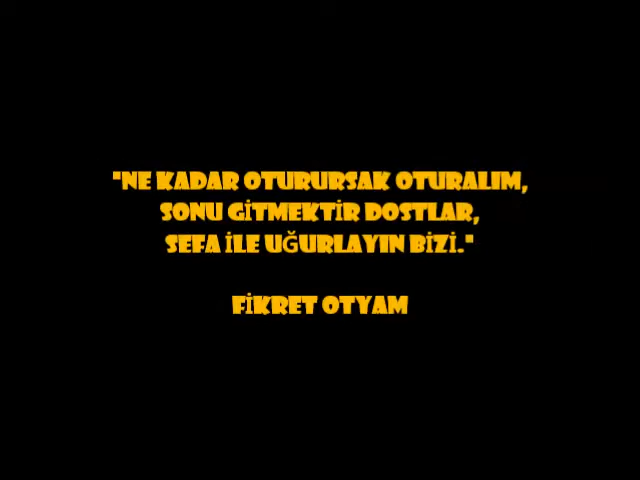 "NE KADAR OTURURSAK OTURALIM,
SONU GİTMEKTİR DOSTLAR,
SEFA İLE UĞURLAYIN BİZİ."
FİKRET OTYAM